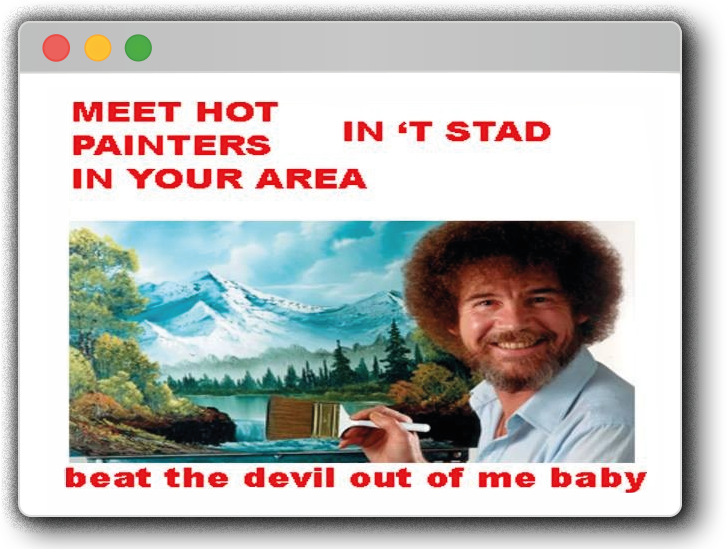 MEET HOT
PAINTERS
IN YOUR AREA
IN ‘T STAD
beat the devil out of me baby